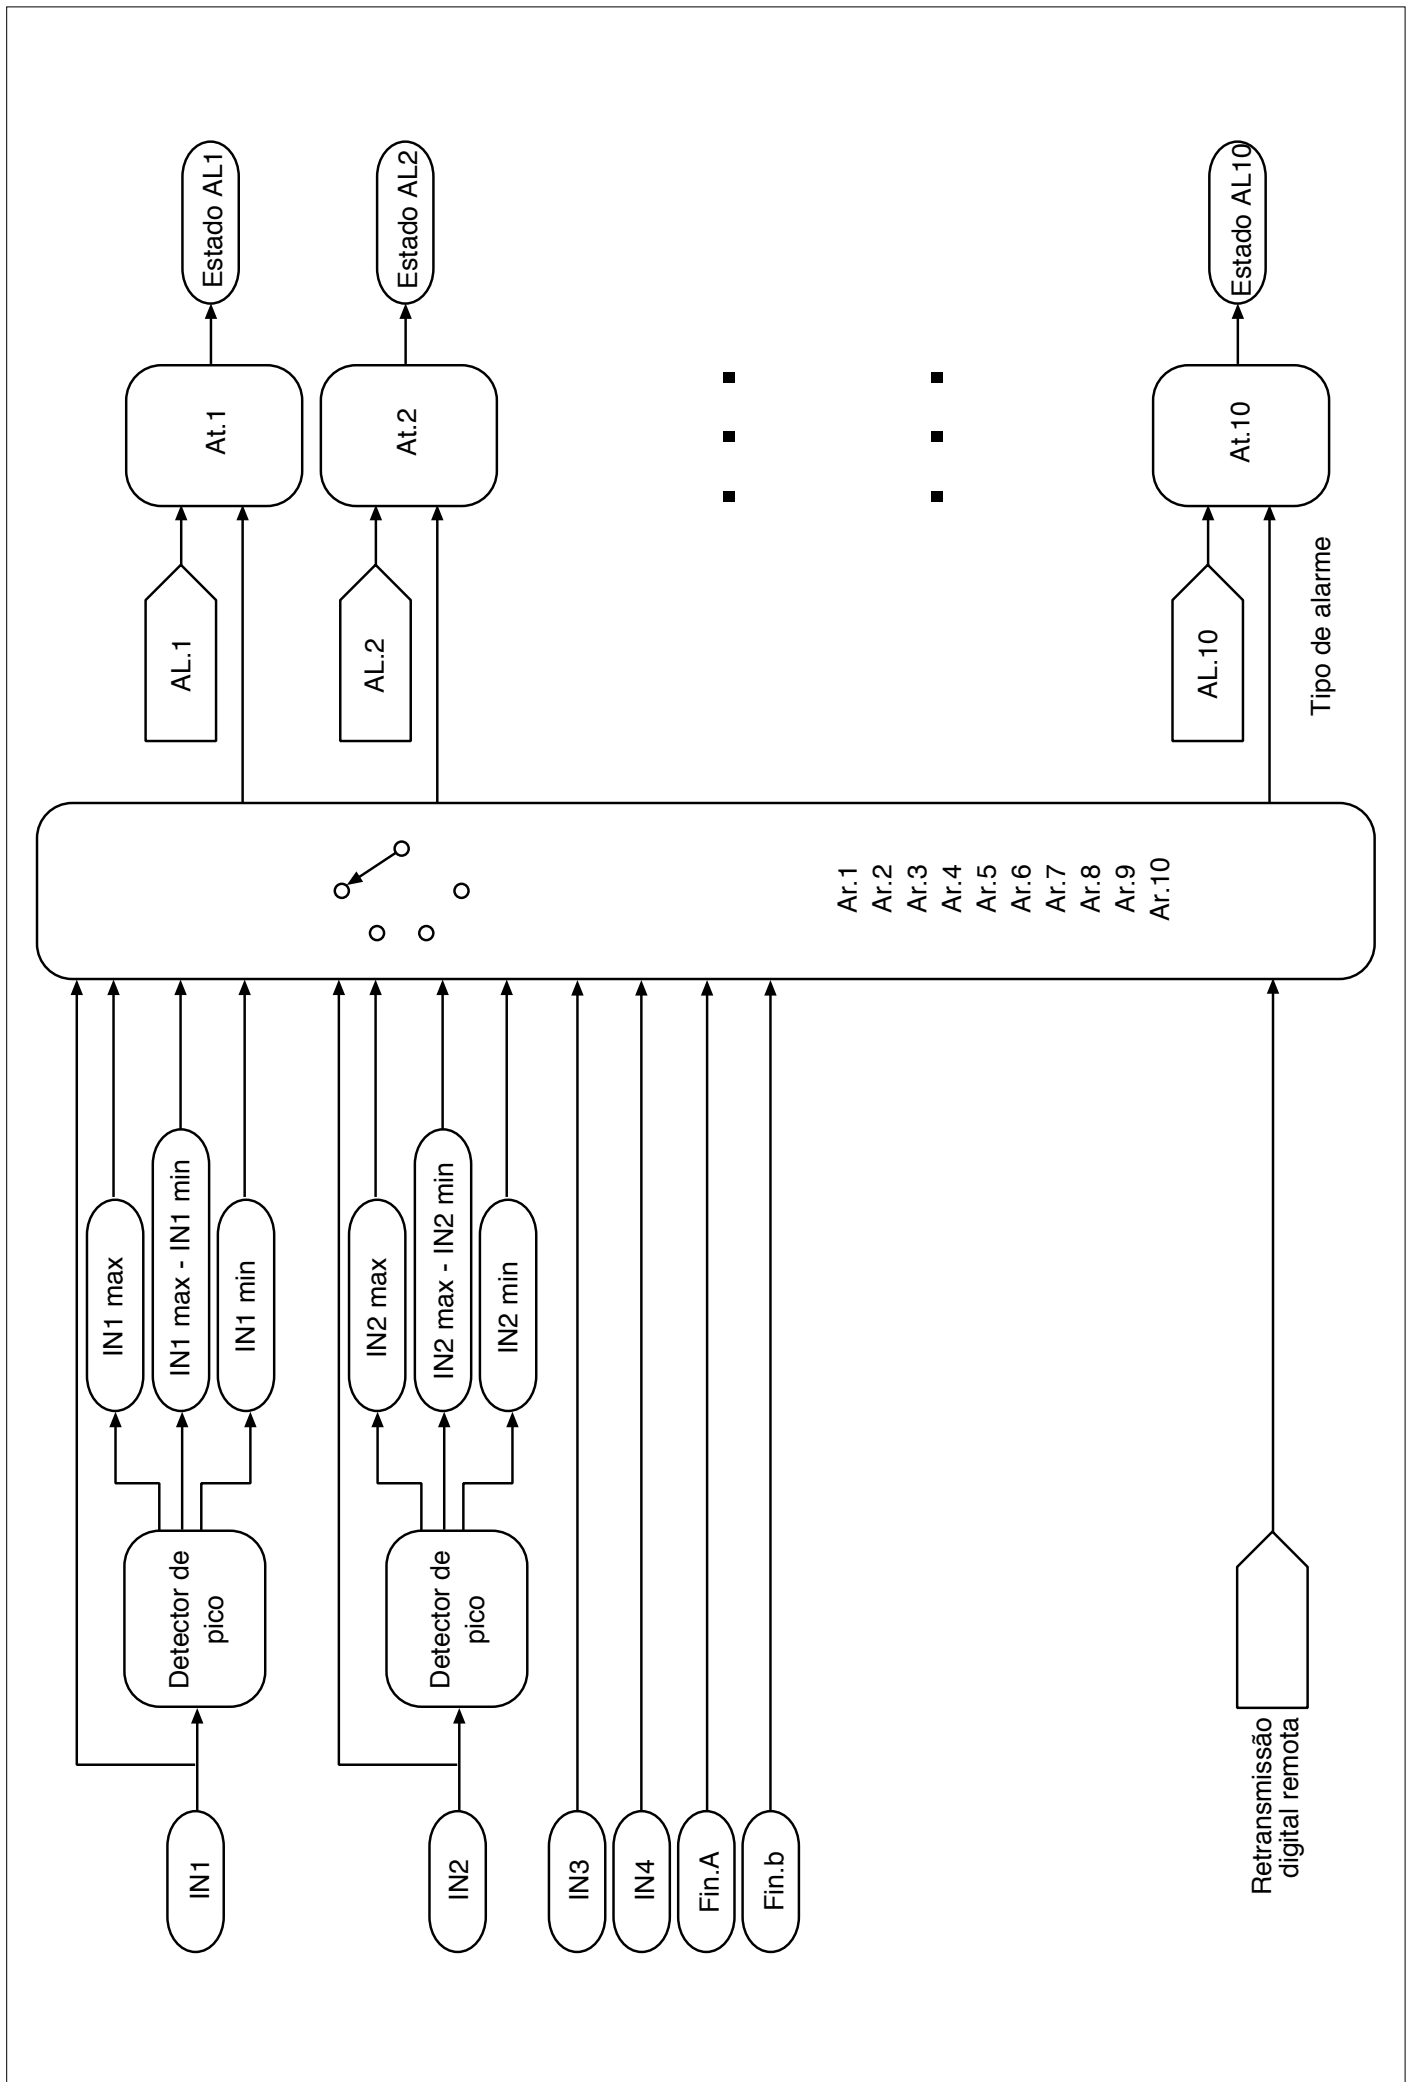 IN1
Detector de
pico
IN1 max
IN1 max - IN1 min
IN1 min
AL.1
At.1
Estado AL1
IN2
Detector de
pico
IN2 max
IN2 max - IN2 min
IN2 min
AL.2
At.2
Estado AL2
IN3
IN4
Fin.A
Fin.b
Ar.1
Ar.2
Ar.3
Ar.4
Ar.5
Ar.6
Ar.7
Ar.8
Ar.9
Ar.10
AL.10
At.10
Estado AL10
Retransmissão
digital remota
Tipo de alarme